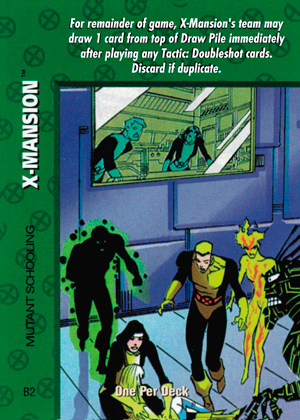 For remainder of game, X-Mansion's team may
draw 1 card from top of Draw Pile immediately
after playing any Tactic: Doubleshot cards.
Discard if duplicate.
X-MANSION™
MUTANT SCHOOLING
B2
One Per Deck